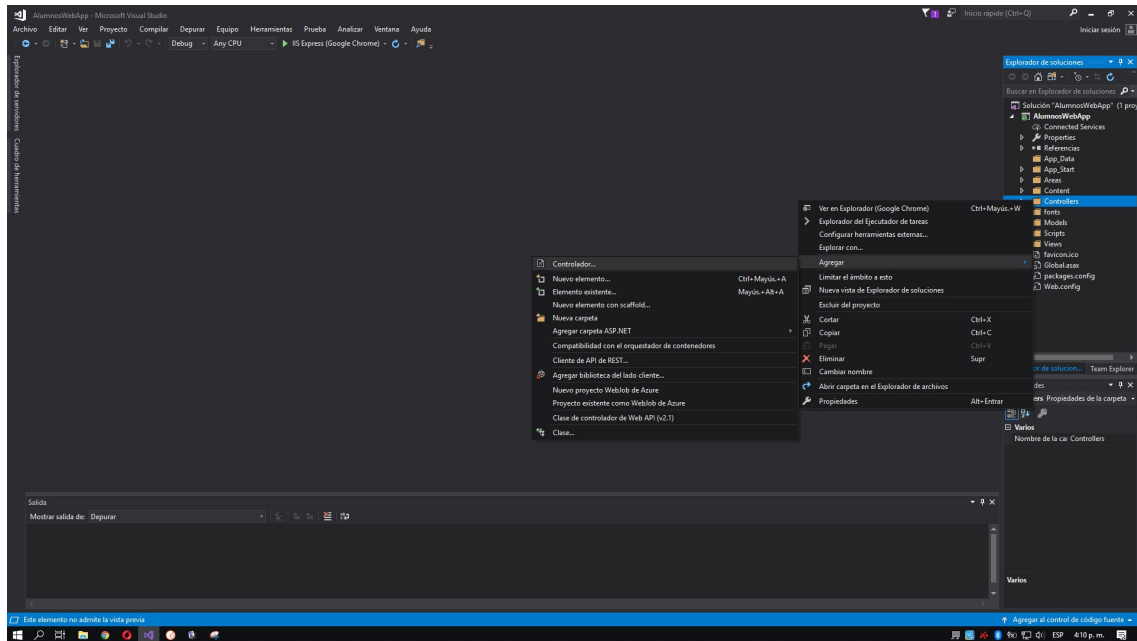 AlumnosWebApp - Microsoft Visual Studio
1
Inicio rápido (Ctrl+Q)
Archivo Editar Ver Proyecto Compilar Depurar Equipo Herramientas Prueba Analizar Ventana Ayuda
Iniciar sesión
Debug Any CPU IIS Express (Google Chrome)
Explorador de servidores
Cuadro de herramientas
Explorador de soluciones
Buscar en Explorador de soluciones
Solución "AlumnosWebApp" (1 proy
AlumnosWebApp
Connected Services
Properties
Referencias
App_Data
App_Start
Areas
Content
Controllers
fonts
Models
Scripts
Views
favicon.ico
Global.asax
packages.config
Web.config
Ver en Explorador (Google Chrome) Ctrl+Mayús.+W
Explorador del Ejecutador de tareas
Configurar herramientas externas...
Explorar con...
Agregar
Limitar el ámbito a esto
Nueva vista de Explorador de soluciones
Excluir del proyecto
Cortar Ctrl+X
Copiar Ctrl+C
Pegar Ctrl+V
Eliminar Supr
Cambiar nombre
Abrir carpeta en el Explorador de archivos
Propiedades Alt+Entrar
Controlador...
Nuevo elemento... Ctrl+Mayús.+A
Elemento existente... Mayús.+Alt+A
Nuevo elemento con scaffold...
Nueva carpeta
Agregar carpeta ASP.NET
Compatibilidad con el orquestador de contenedores
Cliente de API de REST...
Agregar biblioteca del lado cliente...
Nuevo proyecto WebJob de Azure
Proyecto existente como WebJob de Azure
Clase de controlador de Web API (v2.1)
Clase...
or de solucion... Team Explorer
des
ers Propiedades de la carpeta
Varios
Nombre de la car Controllers
Varios
Salida
Mostrar salida de: Depurar
Este elemento no admite la vista previa
Agregar al control de código fuente
ESP 4:10 p. m.